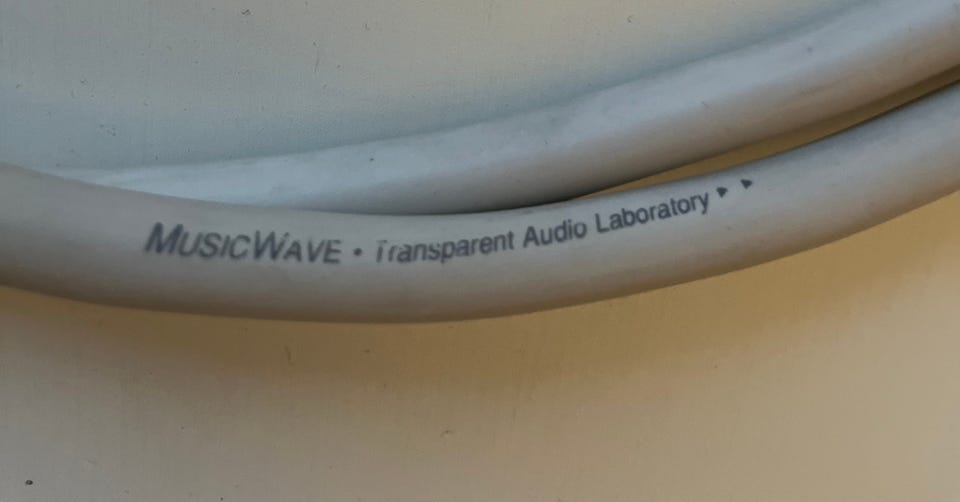 MUSICWAVE • Transparent Audio Laboratory ▸ ▸